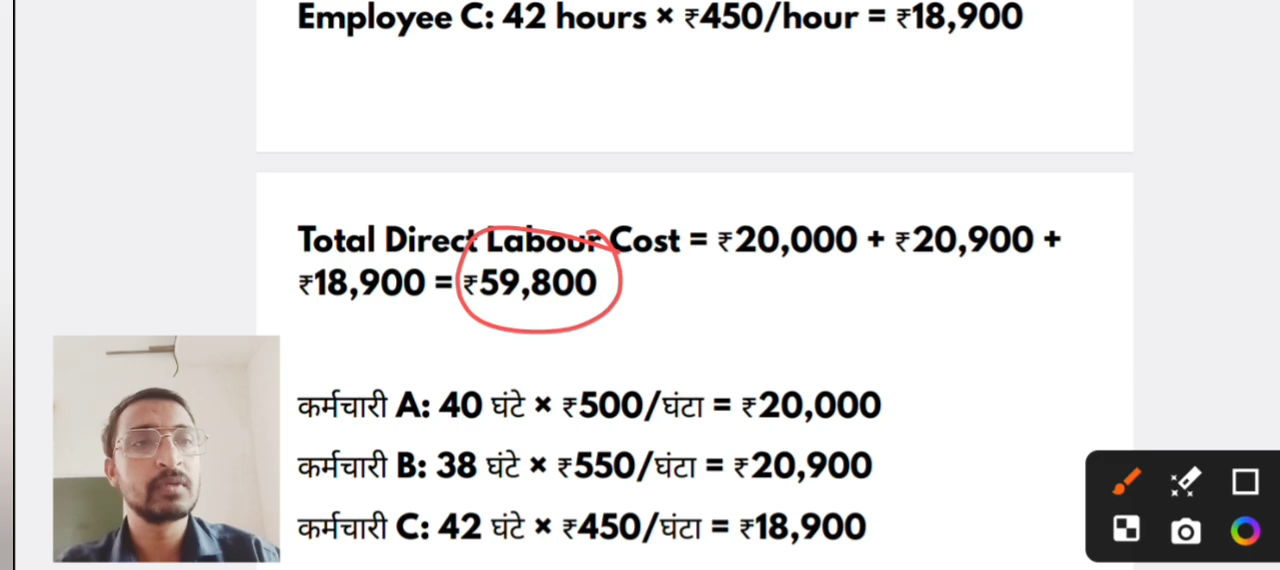 Employee C: 42 hours × ₹450/hour = ₹18,900
Total Direct Labour Cost = ₹20,000 + ₹20,900 +
₹18,900 = ₹59,800
कर्मचारी A: 40 घंटे × ₹500/घंटा = ₹20,000
कर्मचारी B: 38 घंटे × ₹550/घंटा = ₹20,900
कर्मचारी C: 42 घंटे × ₹450/घंटा = ₹18,900